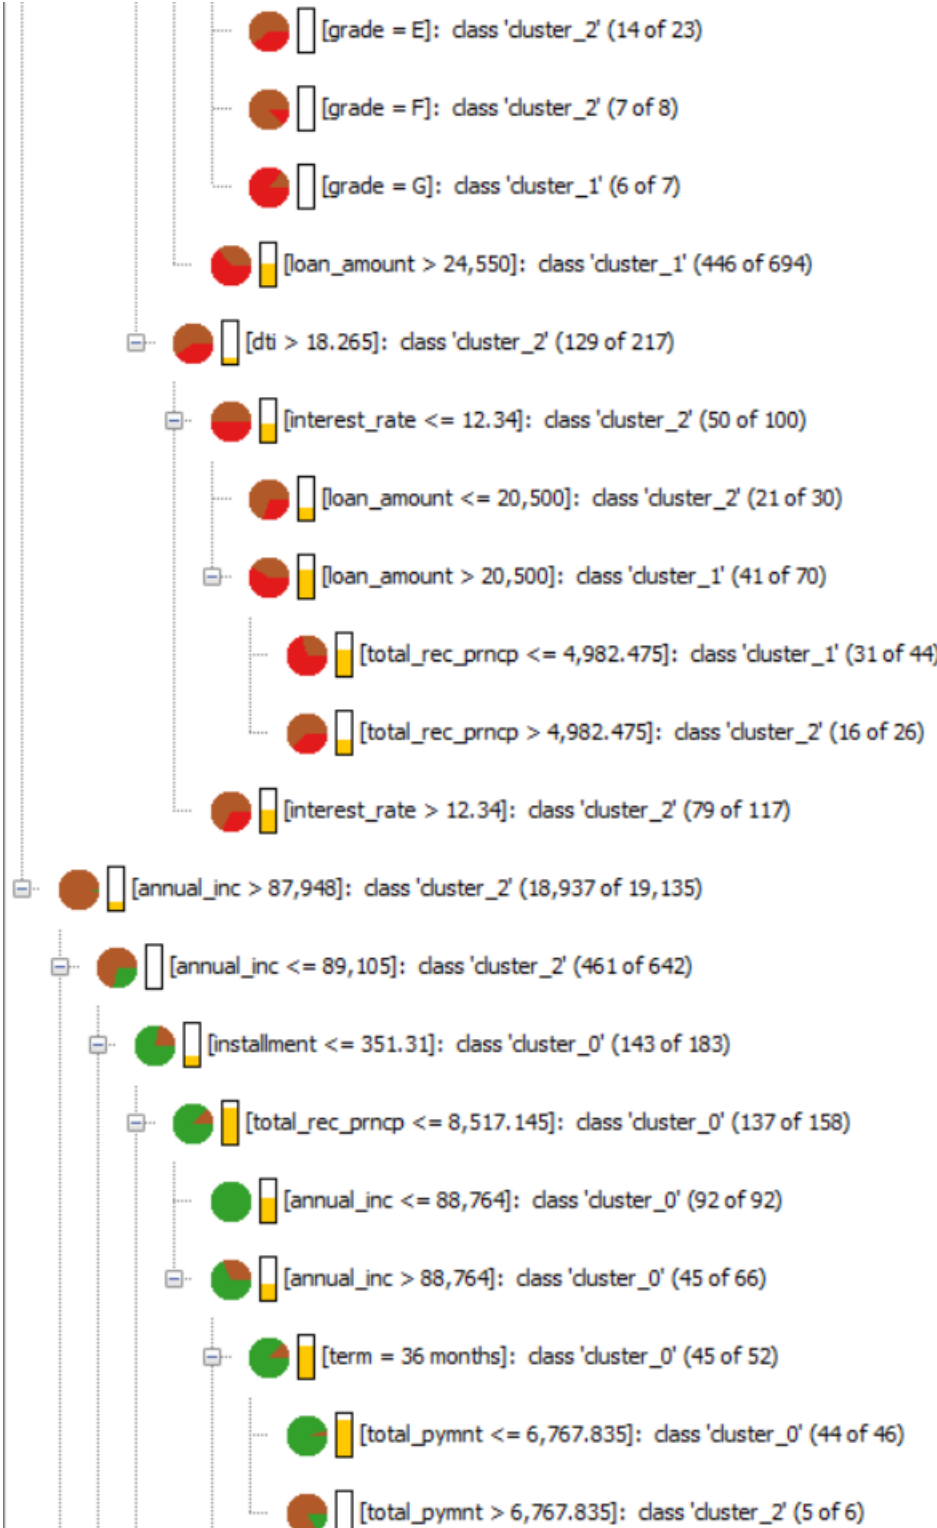 [grade = E]: class 'cluster_2' (14 of 23)
[grade = F]: class 'cluster_2' (7 of 8)
[grade = G]: class 'cluster_1' (6 of 7)
[loan_amount > 24,550]: class 'cluster_1' (446 of 694)
[dti > 18.265]: class 'cluster_2' (129 of 217)
[interest_rate <= 12.34]: class 'cluster_2' (50 of 100)
[loan_amount <= 20,500]: class 'cluster_2' (21 of 30)
[loan_amount > 20,500]: class 'cluster_1' (41 of 70)
[total_rec_prncp <= 4,982.475]: class 'cluster_1' (31 of 44)
[total_rec_prncp > 4,982.475]: class 'cluster_2' (16 of 26)
[interest_rate > 12.34]: class 'cluster_2' (79 of 117)
[annual_inc > 87,948]: class 'cluster_2' (18,937 of 19,135)
[annual_inc <= 89,105]: class 'cluster_2' (461 of 642)
[installment <= 351.31]: class 'cluster_0' (143 of 183)
[total_rec_prncp <= 8,517.145]: class 'cluster_0' (137 of 158)
[annual_inc <= 88,764]: class 'cluster_0' (92 of 92)
[annual_inc > 88,764]: class 'cluster_0' (45 of 66)
[term = 36 months]: class 'cluster_0' (45 of 52)
[total_pymnt <= 6,767.835]: class 'cluster_0' (44 of 46)
[total_pymnt > 6,767.835]: class 'cluster_2' (5 of 6)